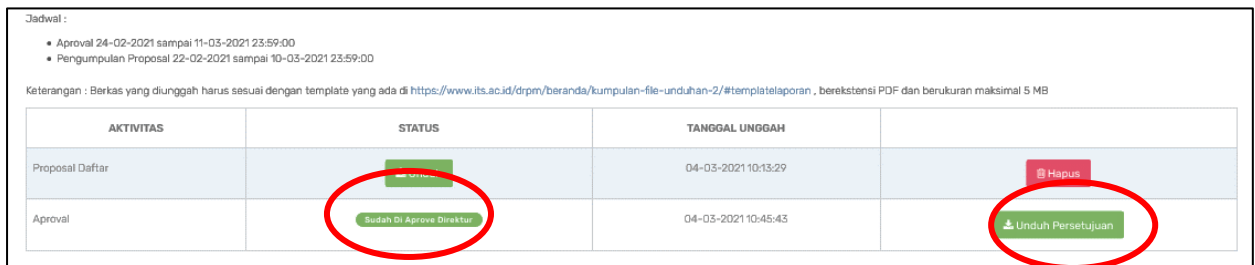 Jadwal :
• Aproval 24-02-2021 sampai 11-03-2021 23:59:00
• Pengumpulan Proposal 22-02-2021 sampai 10-03-2021 23:59:00
Keterangan : Berkas yang diunggah harus sesuai dengan template yang ada di https://www.its.ac.id/drpm/beranda/kumpulan-file-unduhan-2/#templatelaporan , berekstensi PDF dan berukuran maksimal 5 MB
AKTIVITAS STATUS TANGGAL UNGGAH
Proposal Daftar 04-03-2021 10:13:29 Hapus
Aproval Sudah Di Aprove Direktur 04-03-2021 10:45:43 Unduh Persetujuan